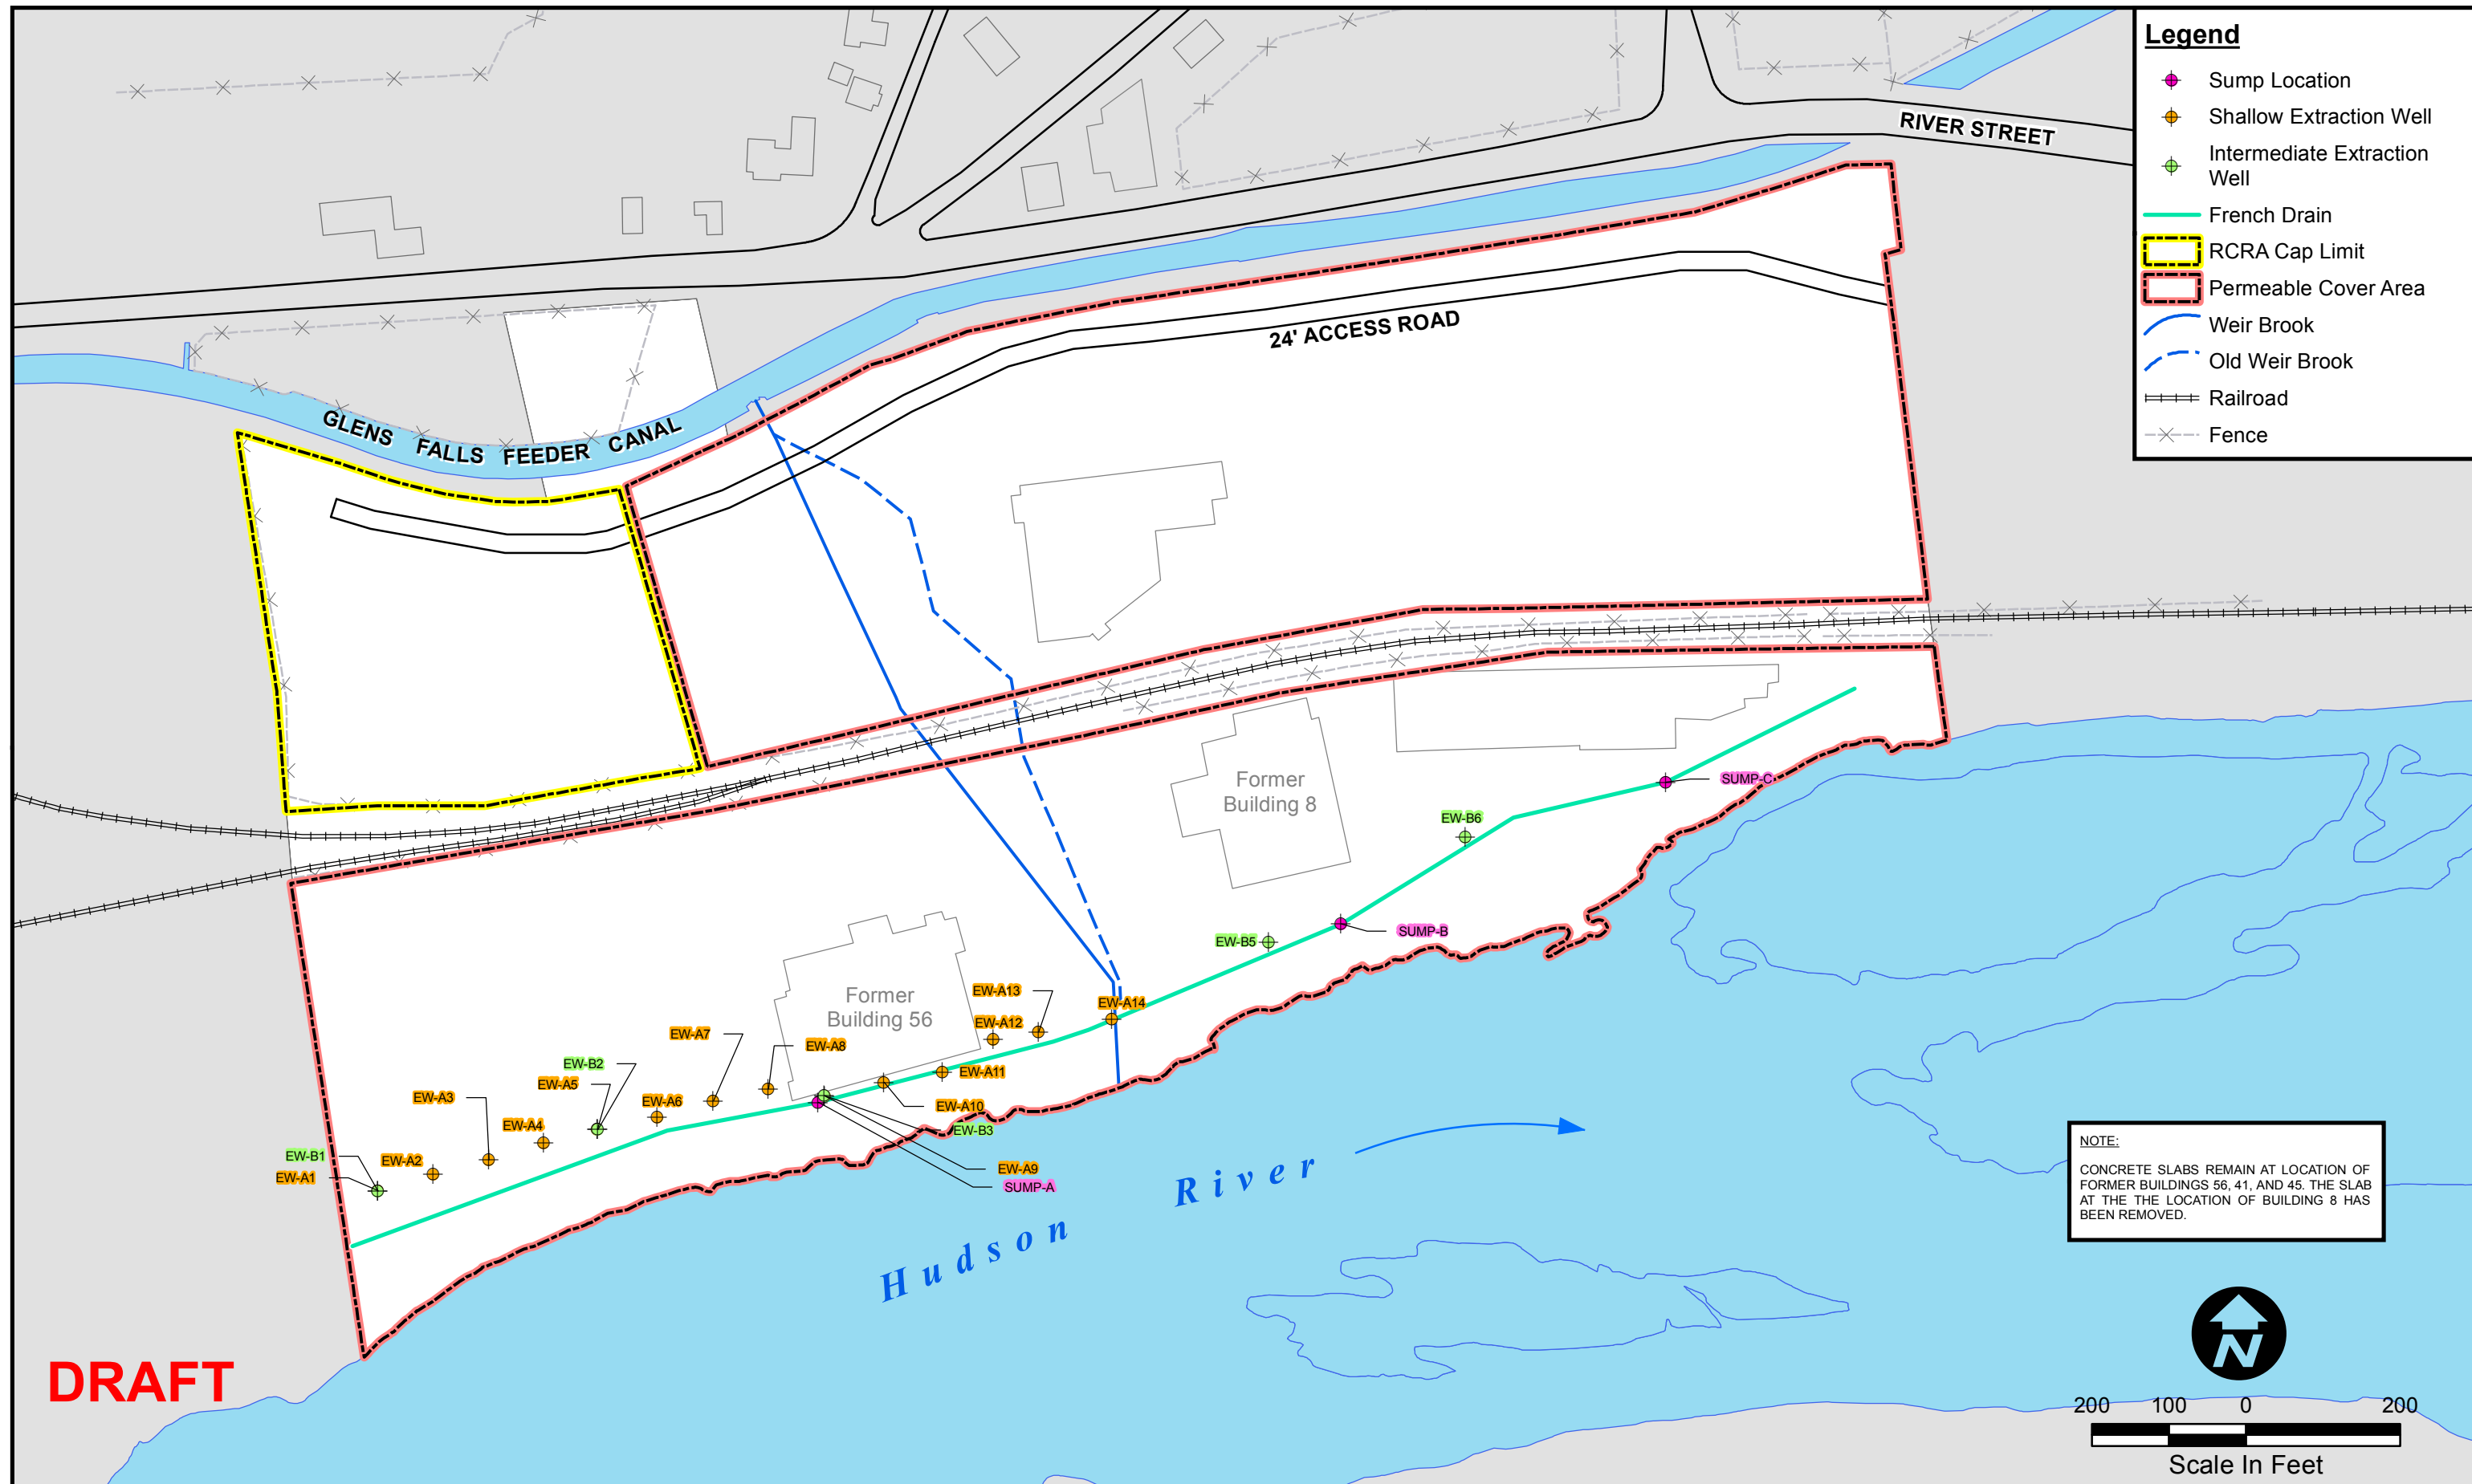 Legend
Sump Location
Shallow Extraction Well
Intermediate Extraction
Well
French Drain
RCRA Cap Limit
Permeable Cover Area
Weir Brook
Old Weir Brook
Railroad
Fence
RIVER STREET
24' ACCESS ROAD
GLENS FALLS FEEDER CANAL
Former
Building 8
SUMP-C
EW-B6
SUMP-B
EW-B5
Former
Building 56
EW-A13
EW-A14
EW-A12
EW-A7
EW-A8
EW-B2
EW-A5
EW-A11
EW-A3
EW-A6
EW-A10
EW-A4
EW-B3
EW-B1
EW-A2
EW-A9
EW-A1
SUMP-A
Hudson River
NOTE:
CONCRETE SLABS REMAIN AT LOCATION OF
FORMER BUILDINGS 56, 41, AND 45. THE SLAB
AT THE THE LOCATION OF BUILDING 8 HAS
BEEN REMOVED.
N
DRAFT
200 100 0 200
Scale In Feet